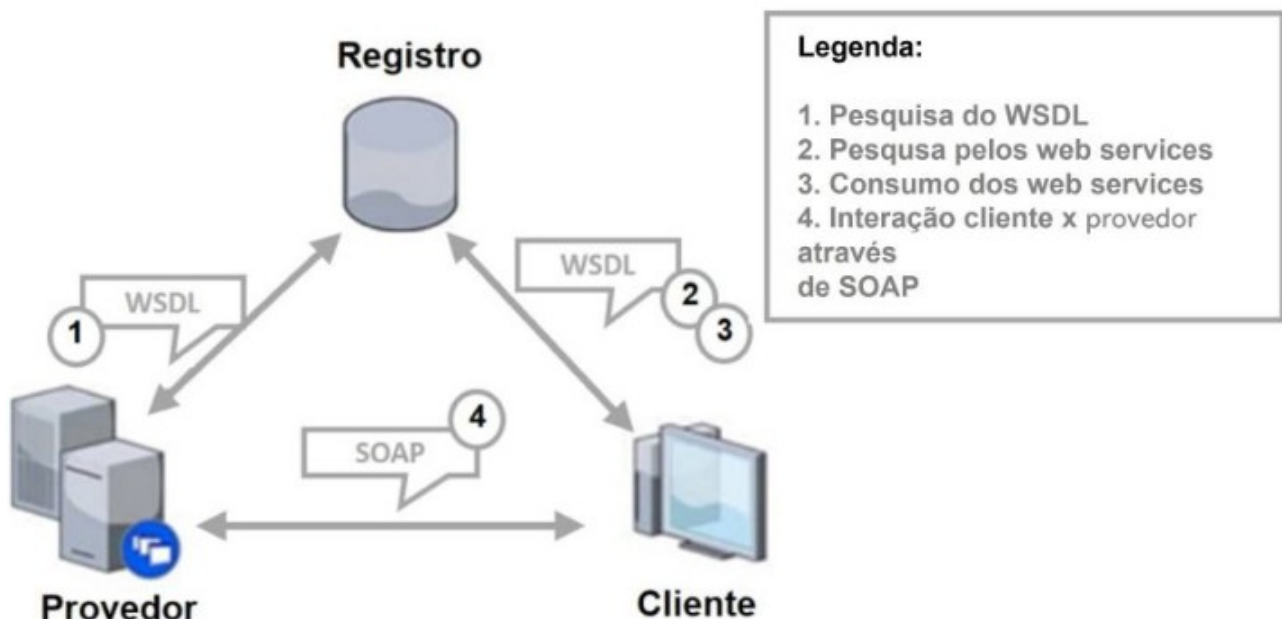 Registro
Legenda:
1. Pesquisa do WSDL
2. Pesqusa pelos web services
3. Consumo dos web services
4. Interação cliente x provedor
através
de SOAP
WSDL
2
3
WSDL
1
4
SOAP
Provedor
Cliente